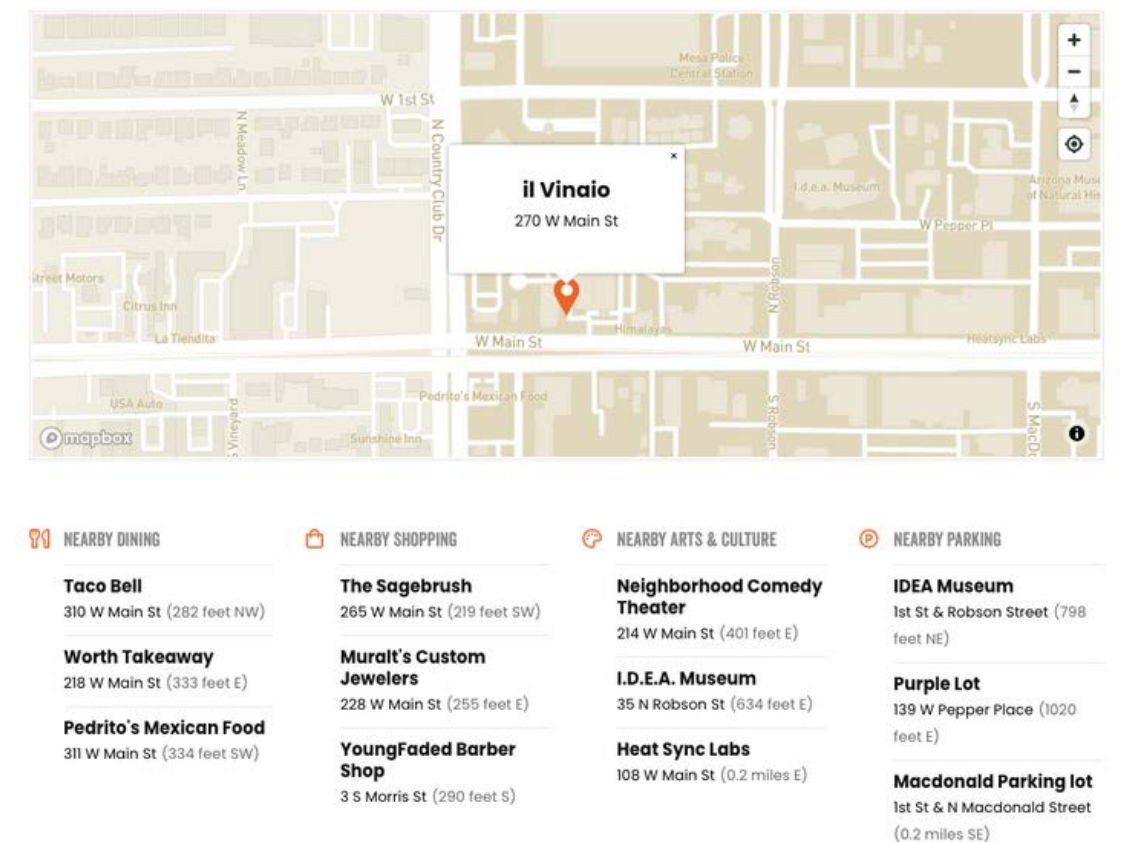 Mesa Police
Central Station
W 1st St
N Meadow Ln
N Country Club Dr
il Vinaio
270 W Main St
I.d.e.a. Museum
Arizona Muse
of Natural His
W Pepper Pl
Street Motors
Citrus Inn
N Robson
La Tiendita
W Main St
Himalayas
W Main St
Heatsync Labs
USA Auto
S Vineyard
Pedrito's Mexican Food
S Robson
S MacDo
mapbox
Sunshine Inn
NEARBY DINING
Taco Bell
310 W Main St (282 feet NW)
Worth Takeaway
218 W Main St (333 feet E)
Pedrito's Mexican Food
311 W Main St (334 feet SW)
NEARBY SHOPPING
The Sagebrush
265 W Main St (219 feet SW)
Muralt's Custom
Jewelers
228 W Main St (255 feet E)
YoungFaded Barber
Shop
3 S Morris St (290 feet S)
NEARBY ARTS & CULTURE
Neighborhood Comedy
Theater
214 W Main St (401 feet E)
I.D.E.A. Museum
35 N Robson St (634 feet E)
Heat Sync Labs
108 W Main St (0.2 miles E)
P
NEARBY PARKING
IDEA Museum
1st St & Robson Street (798
feet NE)
Purple Lot
139 W Pepper Place (1020
feet E)
Macdonald Parking lot
1st St & N Macdonald Street
(0.2 miles SE)